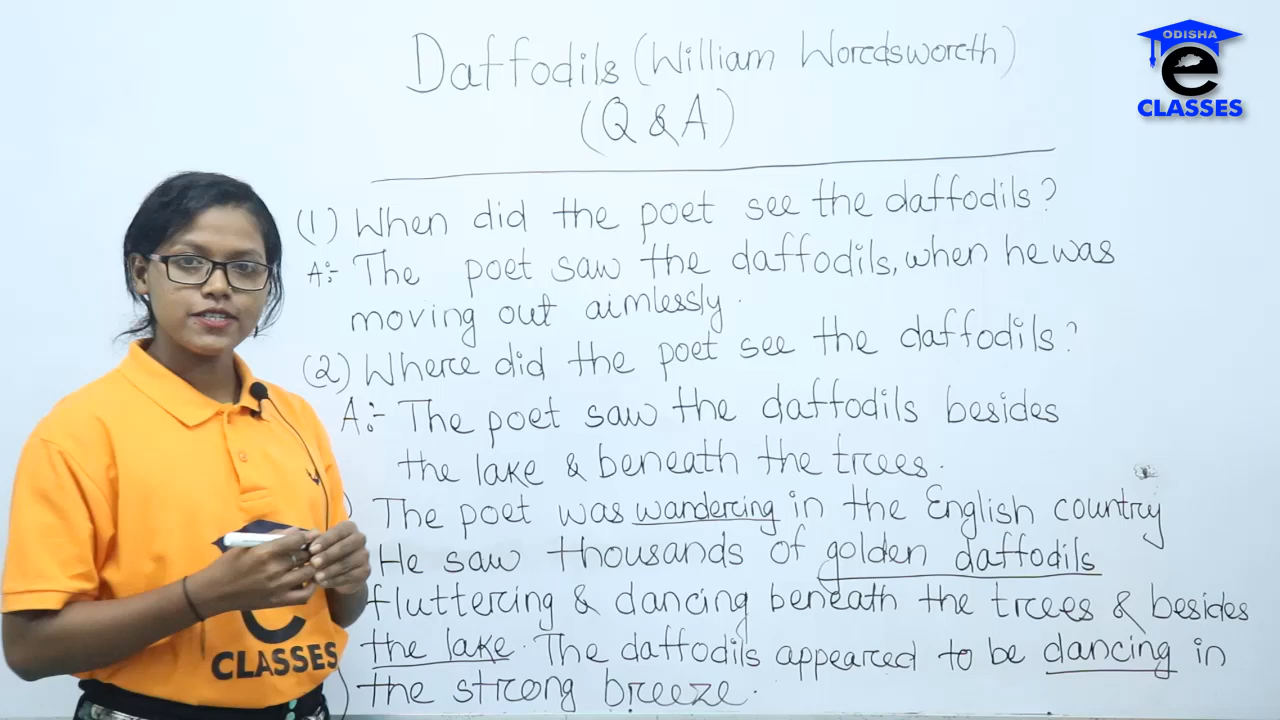 Daffodils (William Wordsworth)
(Q & A)
ODISHA
e
CLASSES
(1) When did the poet see the daffodils?
A:- The poet saw the daffodils, when he was
moving out aimlessly.
(2) Where did the poet see the daffodils?
A:- The poet saw the daffodils besides
the lake & beneath the trees.
) The poet was wandering in the English country
He saw thousands of golden daffodils
fluttering & dancing beneath the trees & besides
the lake. The daffodils appeared to be dancing in
) the strong breeze.
e
CLASSES